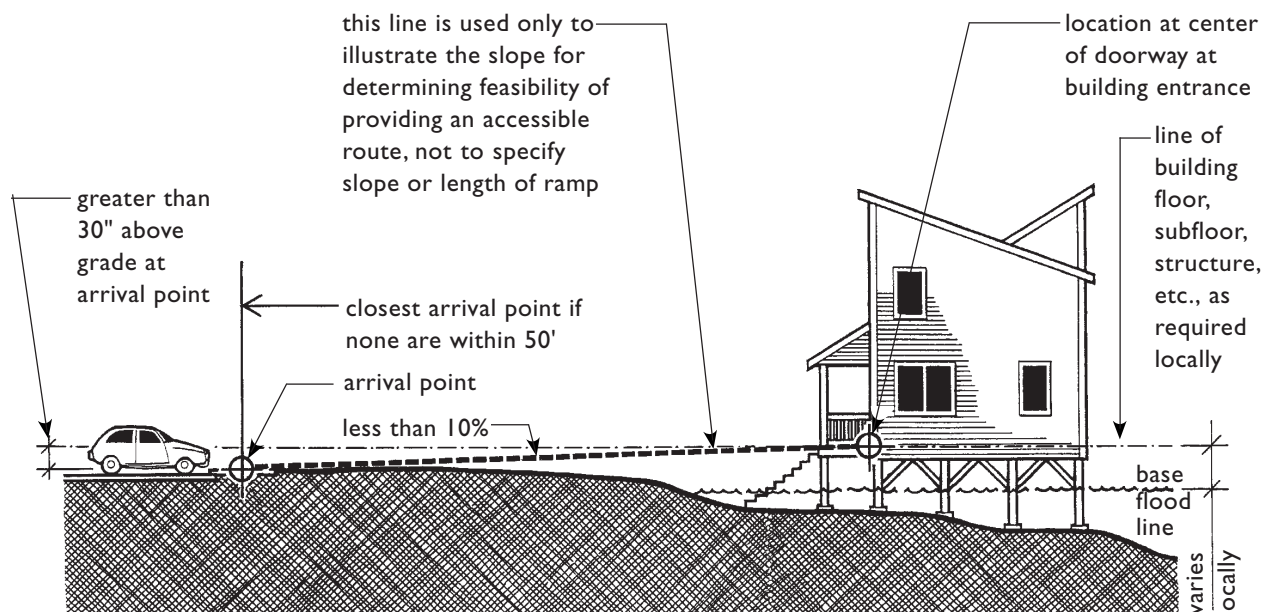 this line is used only to
illustrate the slope for
determining feasibility of
providing an accessible
route, not to specify
slope or length of ramp
location at center
of doorway at
building entrance
line of
building
floor,
subfloor,
structure,
etc., as
required
locally
greater than
30" above
grade at
arrival point
closest arrival point if
none are within 50'
arrival point
less than 10%
base
flood
line
varies
locally